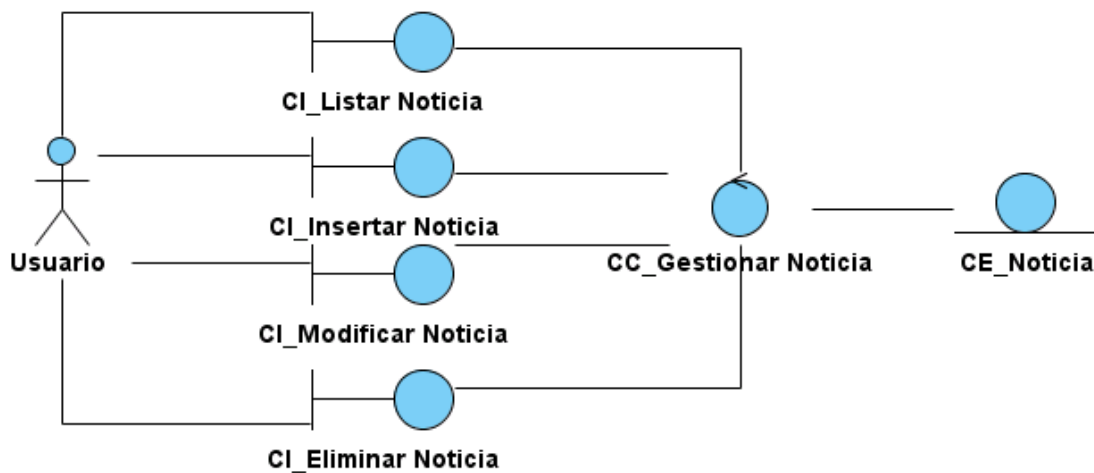 CI_Listar Noticia
CI_Insertar Noticia
Usuario
CC_Gestionar Noticia
CE_Noticia
CI_Modificar Noticia
CI_Eliminar Noticia